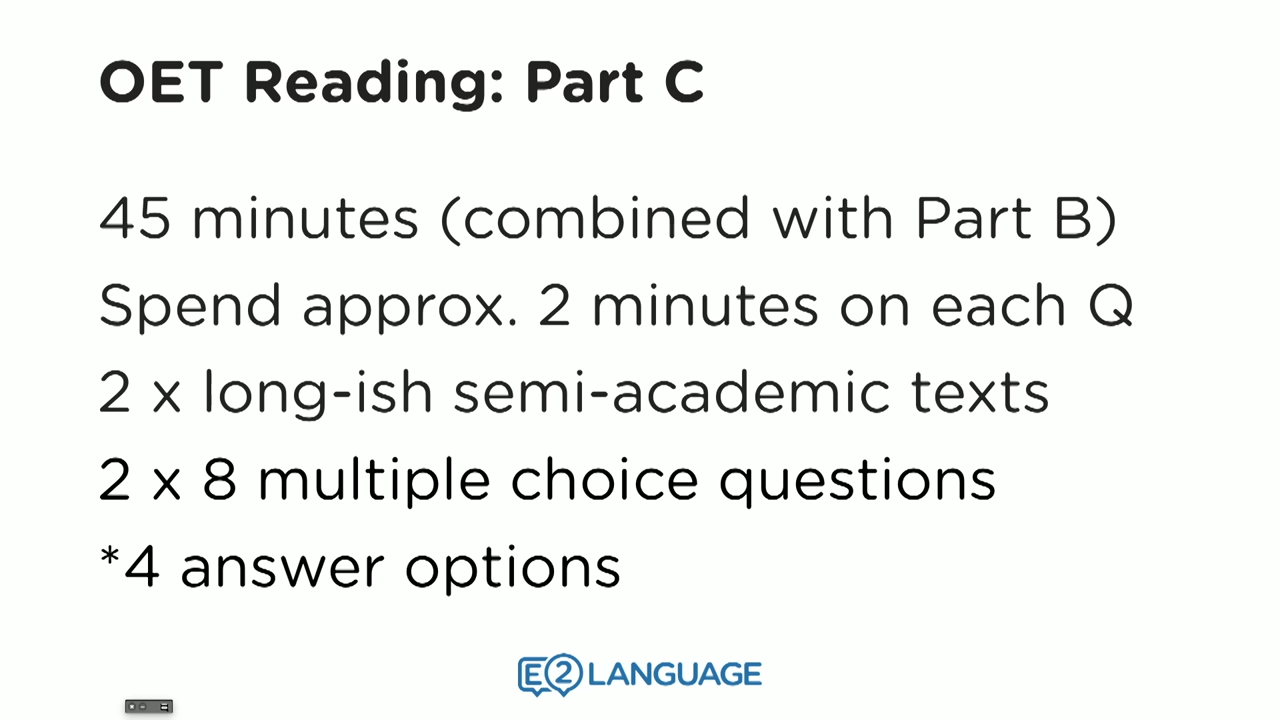 OET Reading: Part C
45 minutes (combined with Part B)
Spend approx. 2 minutes on each Q
2 x long-ish semi-academic texts
2 x 8 multiple choice questions
*4 answer options
E2 LANGUAGE